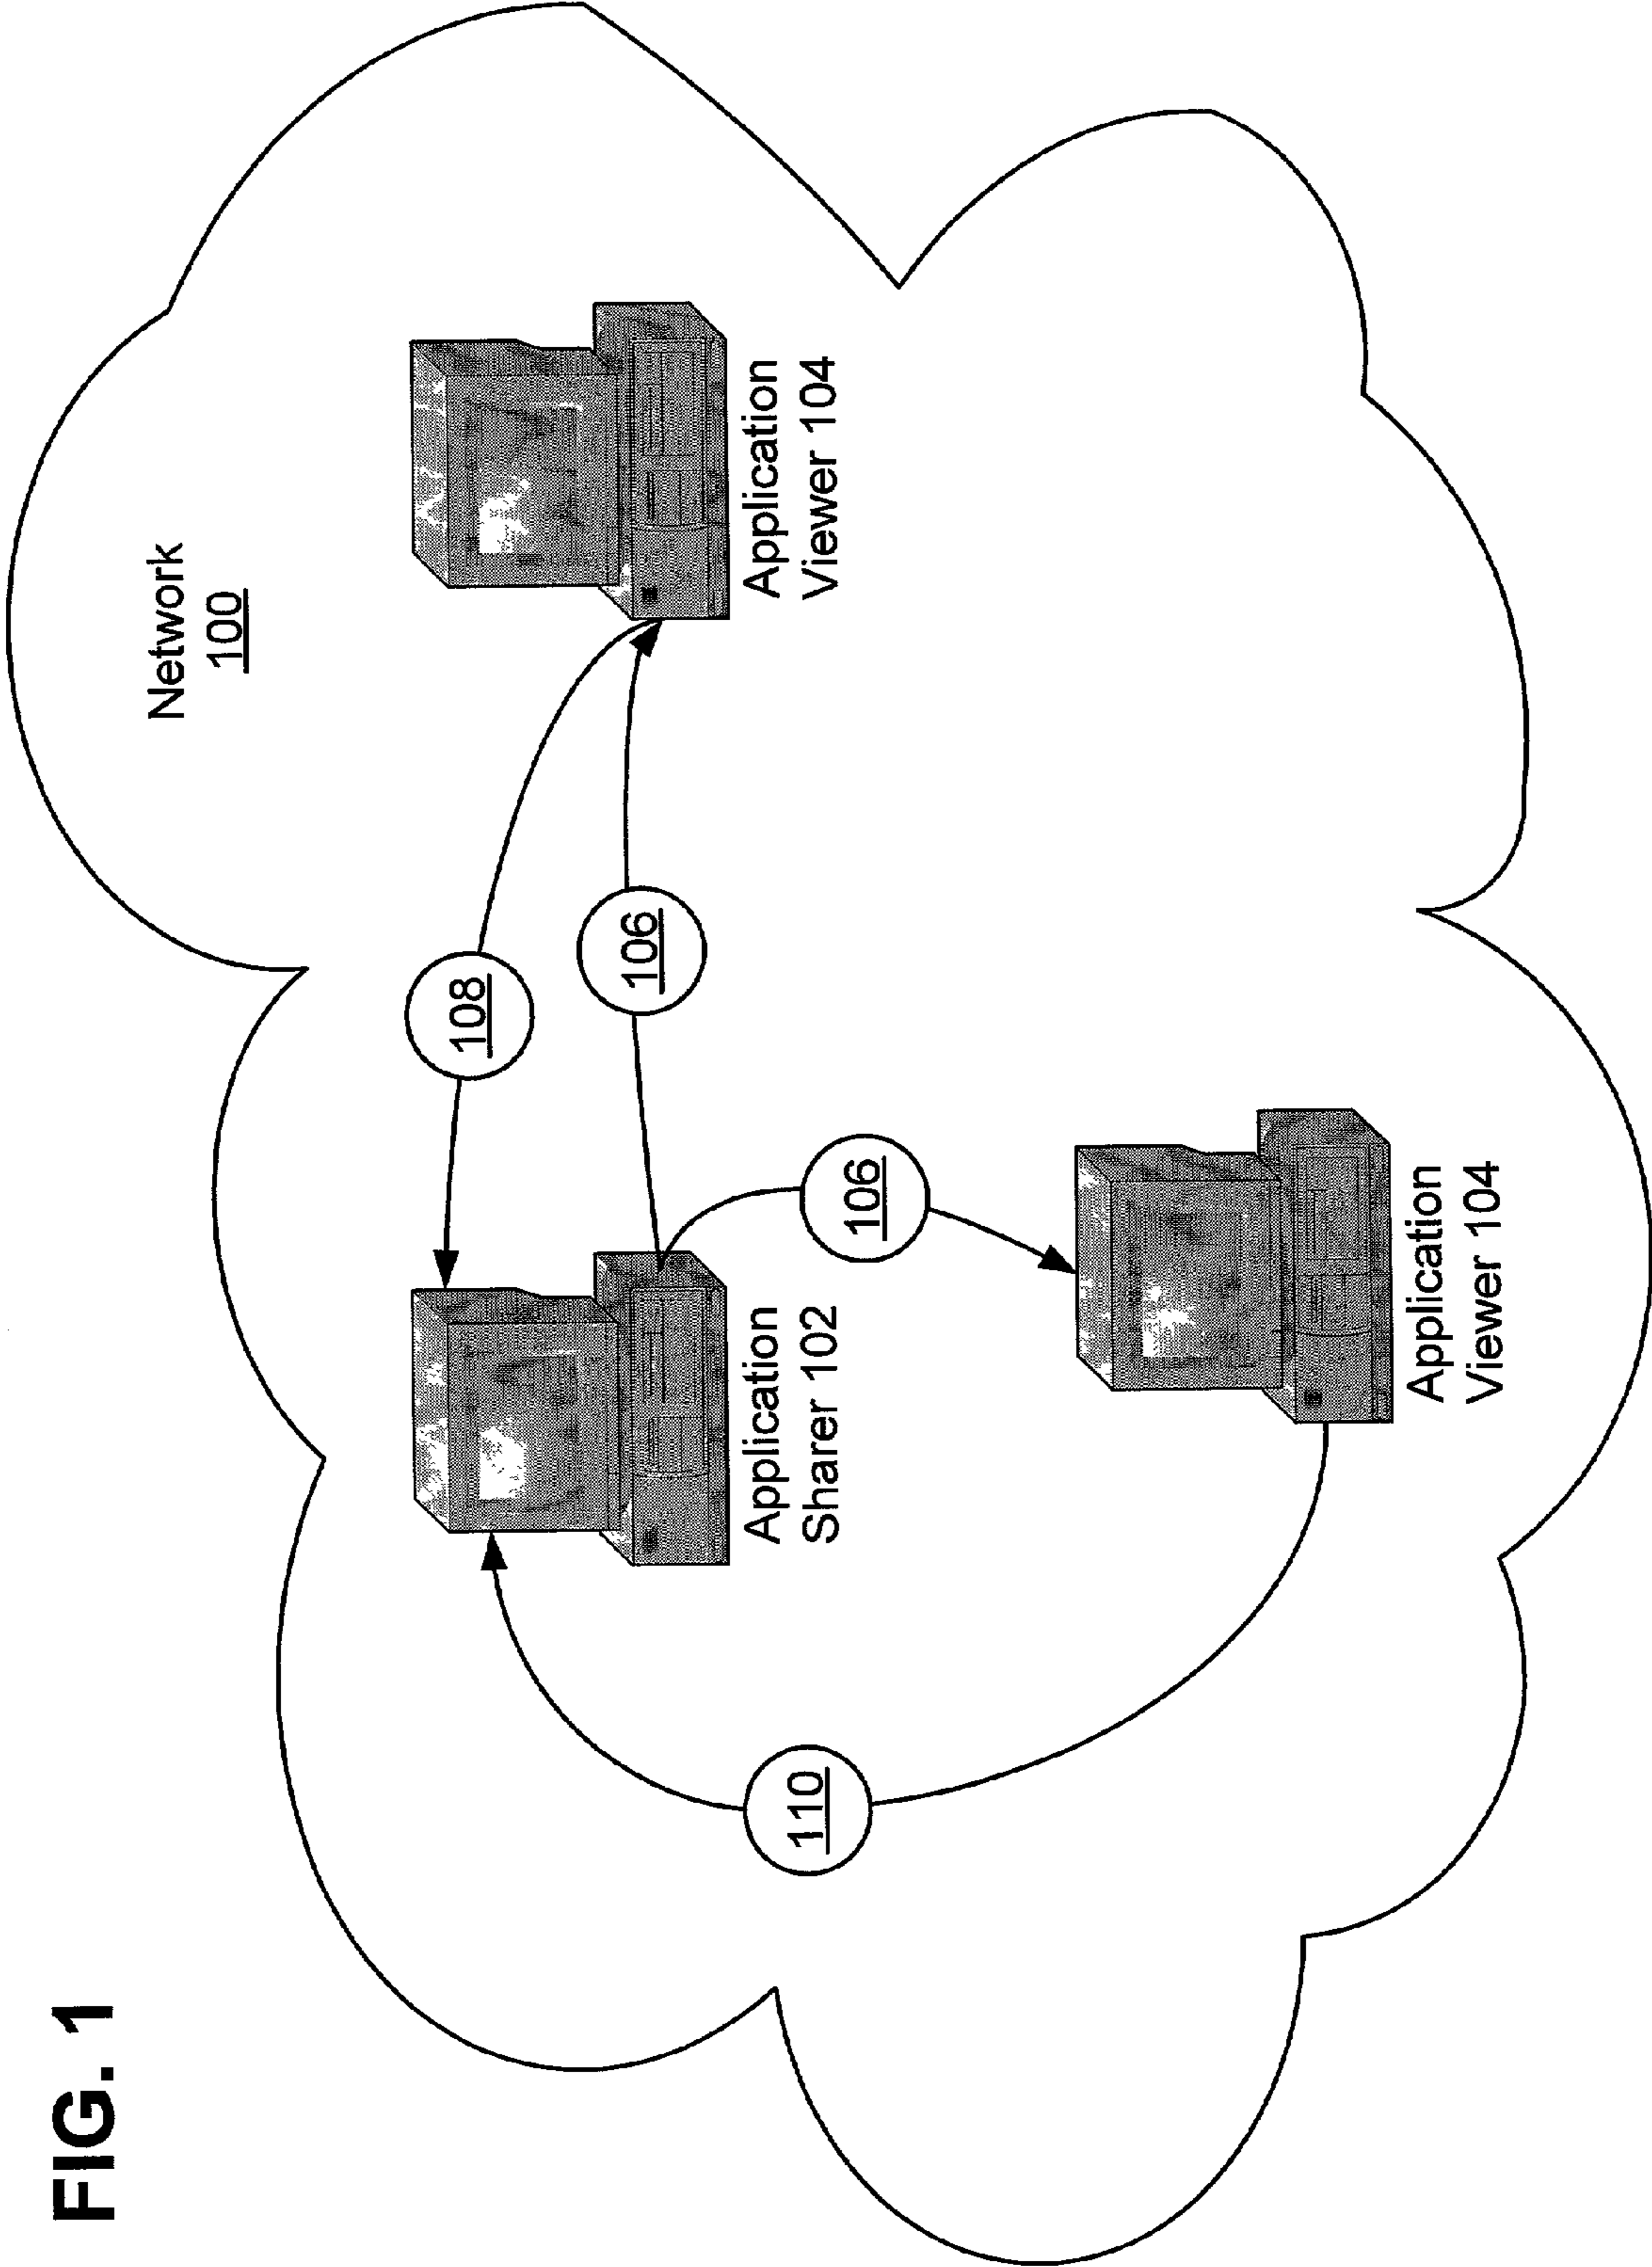 FIG. 1
Network
100
108
106
Application
Sharer 102
Application
Viewer 104
106
110
Application
Viewer 104